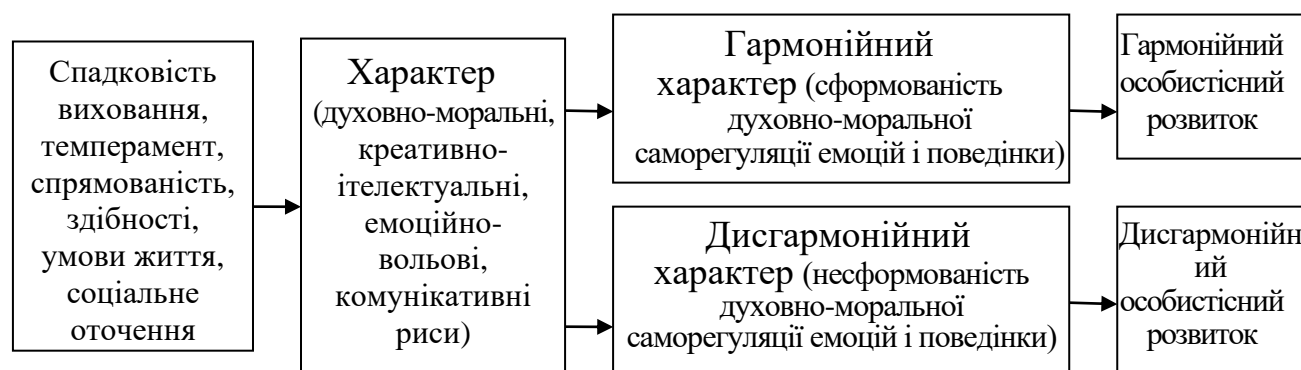 Спадковість
виховання,
темперамент,
спрямованість,
здібності,
умови життя,
соціальне
оточення
Характер
(духовно-моральні,
креативно-
ітелектуальні,
емоційно-
вольові,
комунікативні
риси)
Гармонійний
характер (сформованість
духовно-моральної
саморегуляції емоцій і поведінки)
Гармонійний
особистісний
розвиток
Дисгармонійний
характер (несформованість
духовно-моральної
саморегуляції емоцій і поведінки)
Дисгармонійн
ий
особистісний
розвиток